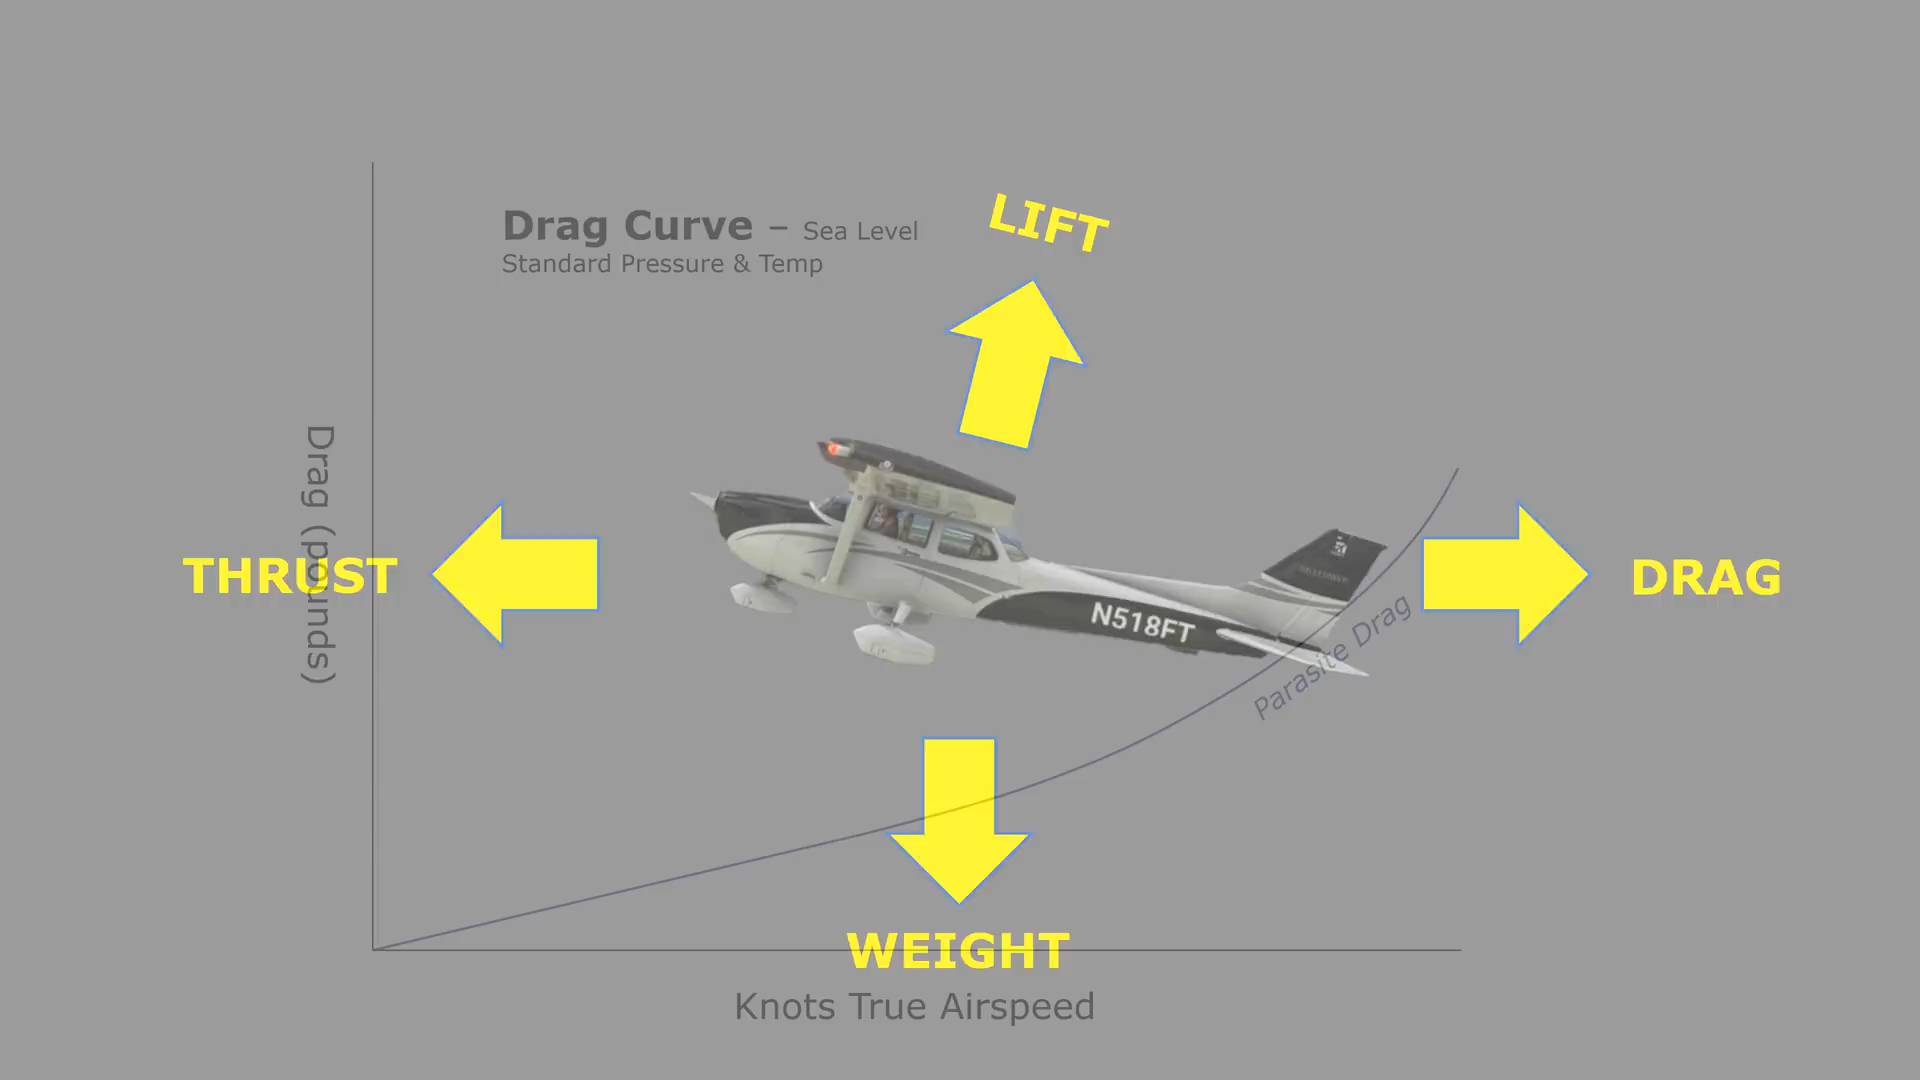 Drag Curve – Sea Level
Standard Pressure & Temp
LIFT
Drag (pounds)
THRUST
DRAG
N518FT
Parasite Drag
WEIGHT
Knots True Airspeed